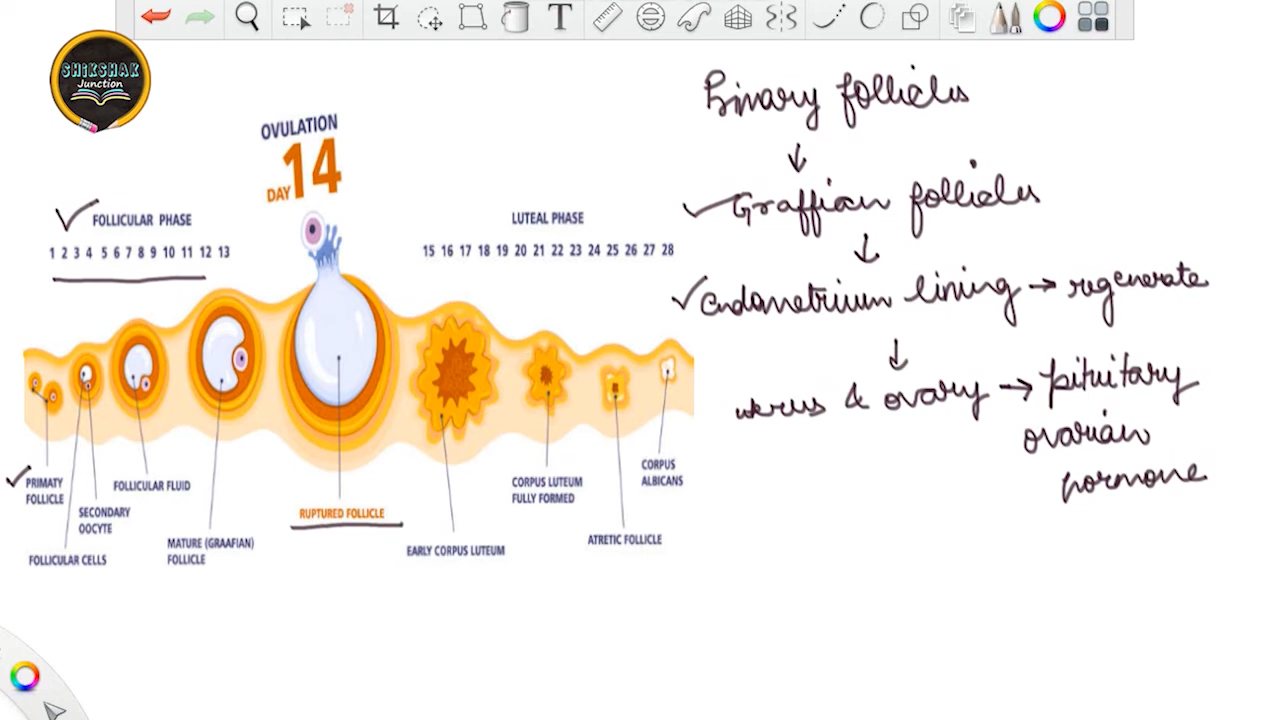 SHiKSHAK
Junction
OVULATION
DAY 14
FOLLICULAR PHASE
1 2 3 4 5 6 7 8 9 10 11 12 13
LUTEAL PHASE
15 16 17 18 19 20 21 22 23 24 25 26 27 28
PRIMATY
FOLLICLE
SECONDARY
OOCYTE
FOLLICULAR CELLS
FOLLICULAR FLUID
MATURE (GRAAFIAN)
FOLLICLE
RUPTURED FOLLICLE
EARLY CORPUS LUTEUM
CORPUS LUTEUM
FULLY FORMED
ATRETIC FOLLICLE
CORPUS
ALBICANS
follicles
↓
Graffian follicles
↓
Endometrium lining → regenerate
↓
uterus & ovary → pituitary
ovarian
hormone